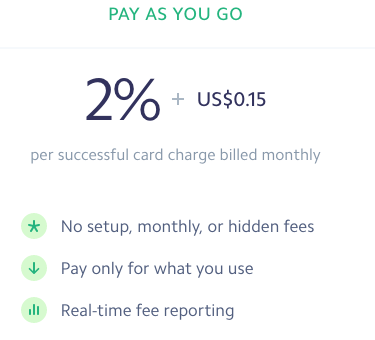 PAY AS YOU GO
2% + US$0.15
per successful card charge billed monthly
No setup, monthly, or hidden fees
Pay only for what you use
Real-time fee reporting